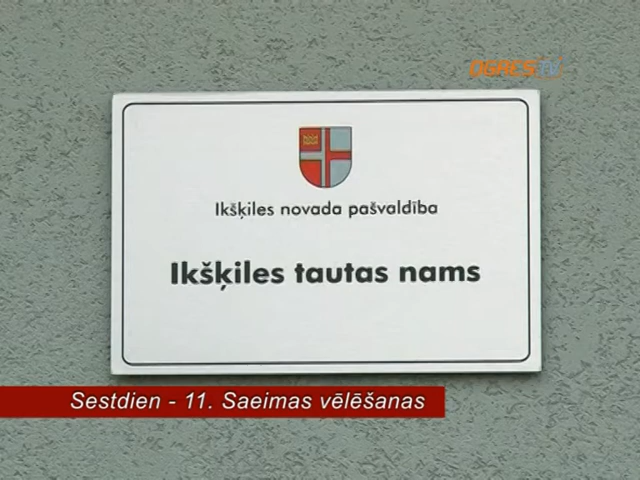 OGRES TV
Ikšķiles novada pašvaldība
Ikšķiles tautas nams
Sestdien - 11. Saeimas vēlēšanas